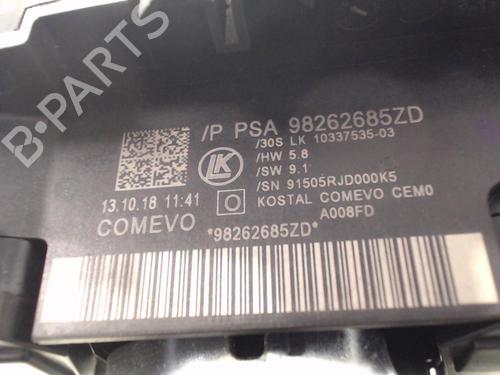 /P PSA 98262685ZD
/30S LK 10337535-03
/HW 5.8
/SW 9.1
/SN 91505RJD000K5
LK
13.10.18 11:41
KOSTAL COMEVO CEM0
A008FD
COMEVO
*98262685ZD*
B-PARTS